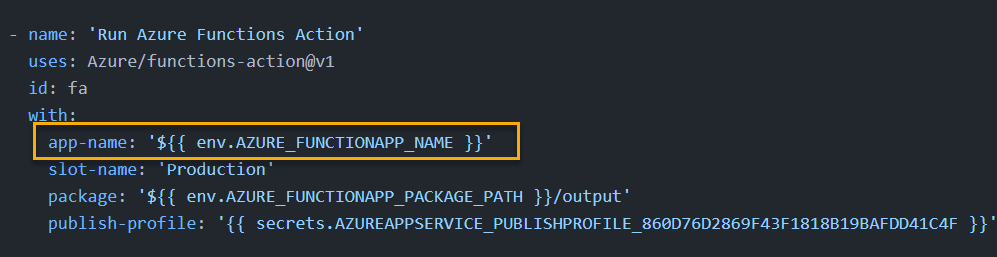 - name: 'Run Azure Functions Action'
uses: Azure/functions-action@v1
id: fa
with:
app-name: '${{ env.AZURE_FUNCTIONAPP_NAME }}'
slot-name: 'Production'
package: '${{ env.AZURE_FUNCTIONAPP_PACKAGE_PATH }}/output'
publish-profile: '{{ secrets.AZUREAPPSERVICE_PUBLISHPROFILE_860D76D2869F43F1818B19BAFDD41C4F }}'